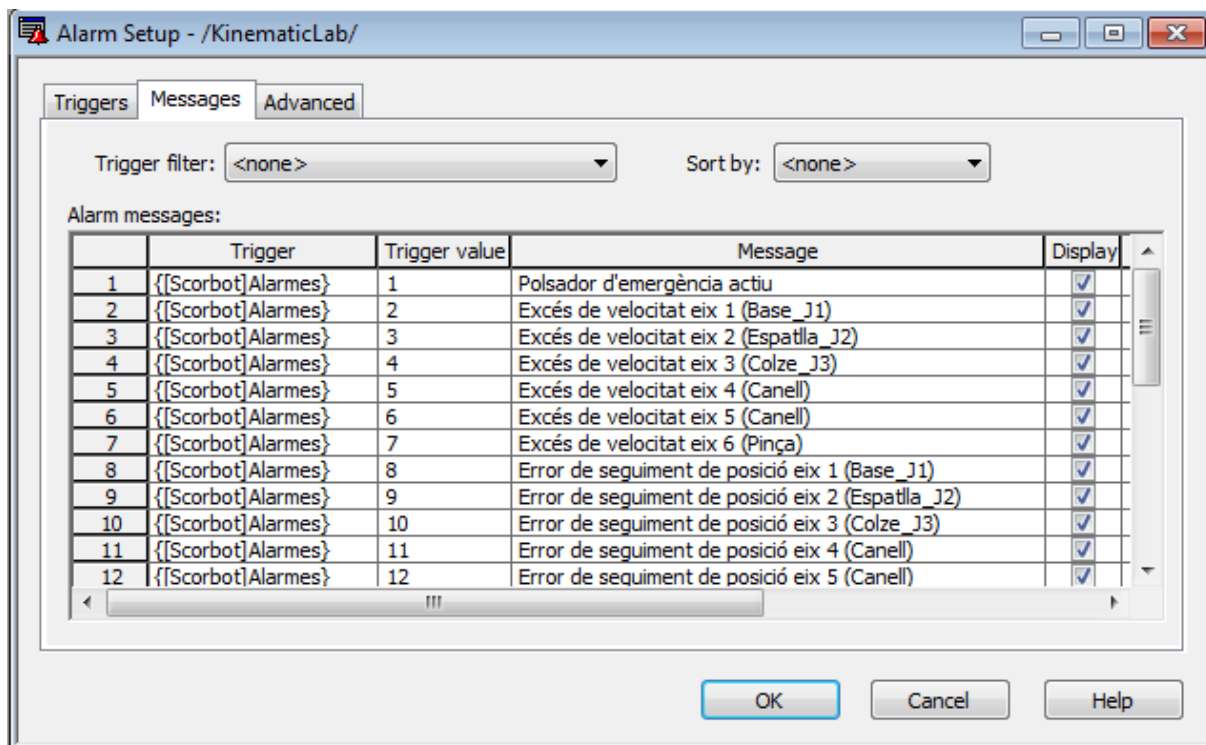 Alarm Setup - /KinematicLab/
Triggers Messages Advanced
Trigger filter: <none> Sort by: <none>
Alarm messages:
Trigger Trigger value Message Display
1 {[Scorbot]Alarmes} 1 Polsador d'emergència actiu
2 {[Scorbot]Alarmes} 2 Excés de velocitat eix 1 (Base_J1)
3 {[Scorbot]Alarmes} 3 Excés de velocitat eix 2 (Espatlla_J2)
4 {[Scorbot]Alarmes} 4 Excés de velocitat eix 3 (Colze_J3)
5 {[Scorbot]Alarmes} 5 Excés de velocitat eix 4 (Canell)
6 {[Scorbot]Alarmes} 6 Excés de velocitat eix 5 (Canell)
7 {[Scorbot]Alarmes} 7 Excés de velocitat eix 6 (Pinça)
8 {[Scorbot]Alarmes} 8 Error de seguiment de posició eix 1 (Base_J1)
9 {[Scorbot]Alarmes} 9 Error de seguiment de posició eix 2 (Espatlla_J2)
10 {[Scorbot]Alarmes} 10 Error de seguiment de posició eix 3 (Colze_J3)
11 {[Scorbot]Alarmes} 11 Error de seguiment de posició eix 4 (Canell)
12 {[Scorbot]Alarmes} 12 Error de seguiment de posició eix 5 (Canell)
OK Cancel Help